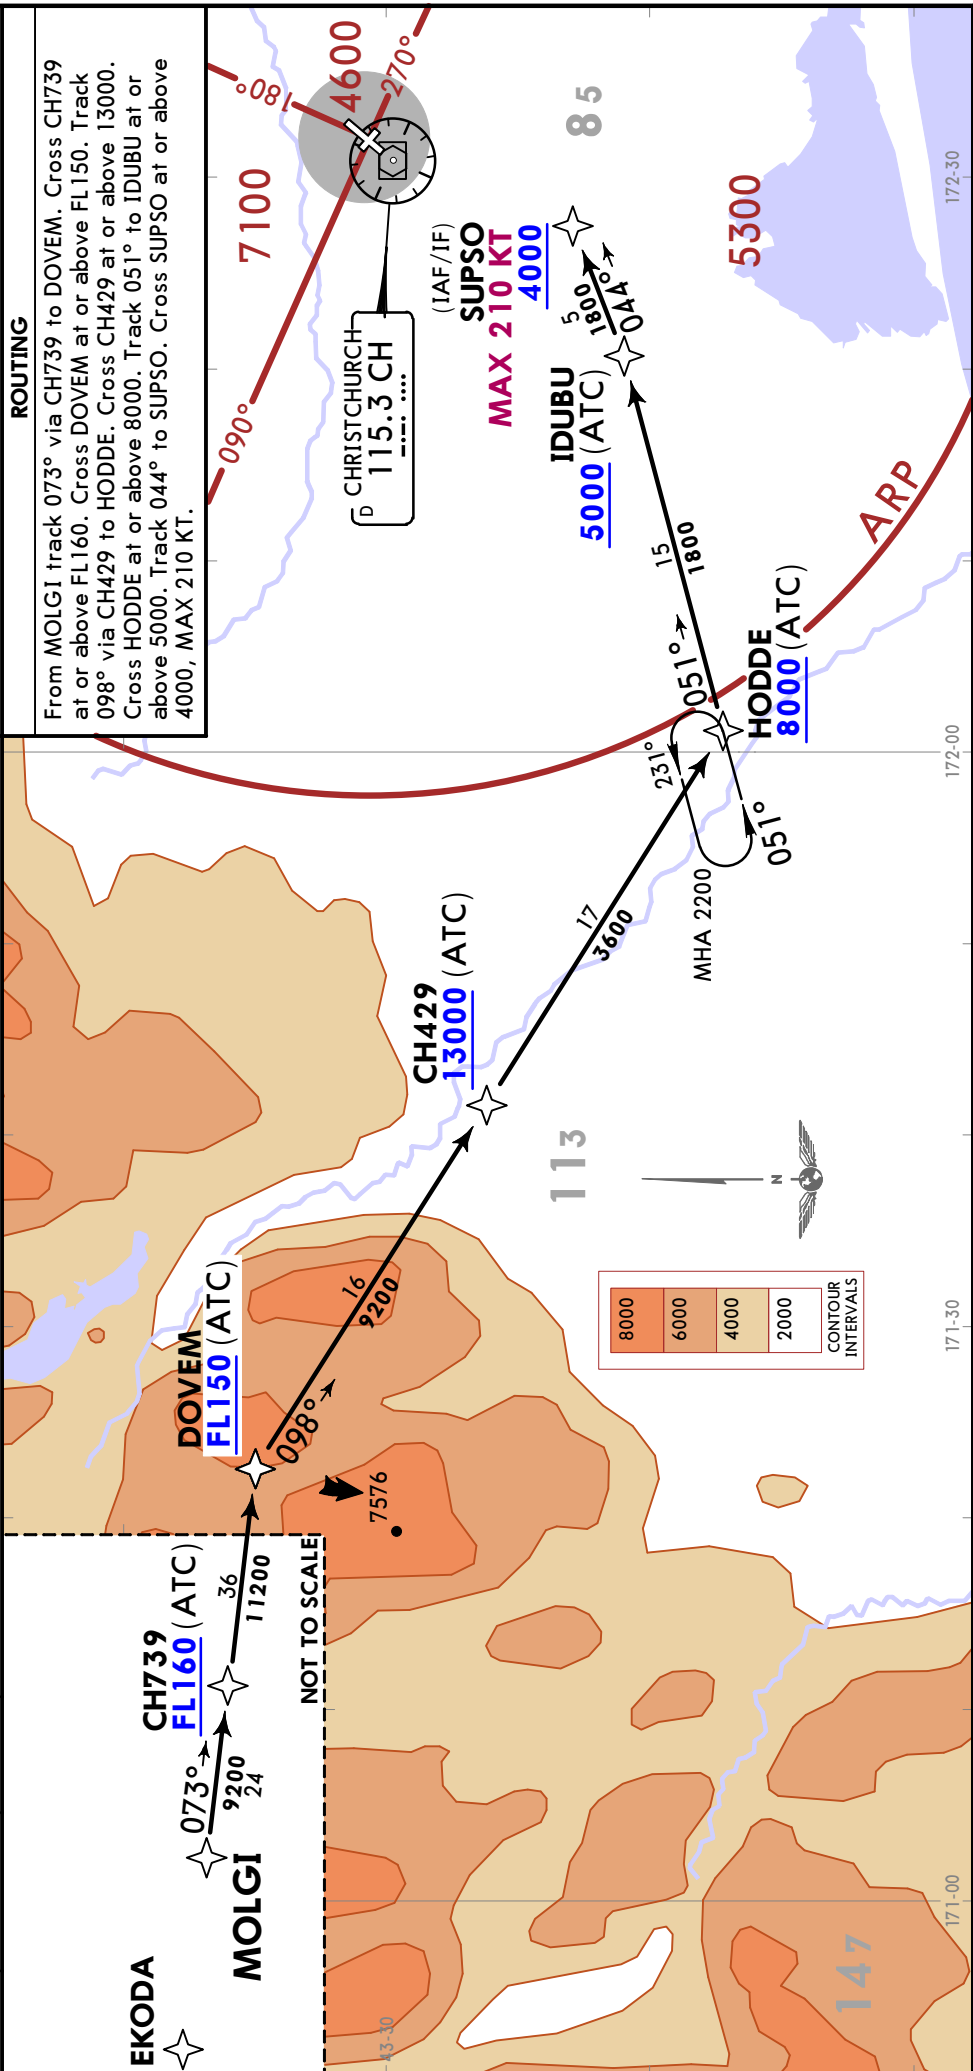 ROUTING
From MOLGI track 073° via CH739 to DOVEM. Cross CH739
at or above FL160. Cross DOVEM at or above FL150. Track
098° via CH429 to HODDE. Cross CH429 at or above 13000.
Cross HODDE at or above 8000. Track 051° to IDUBU at or
above 5000. Track 044° to SUPSO. Cross SUPSO at or above
4000, MAX 210 KT.
EKODA
MOLGI
073°
9200
24
CH739
FL160 (ATC)
36
11200
NOT TO SCALE
DOVEM
FL150 (ATC)
098°
7576
16
9200
CH429
13000 (ATC)
17
3600
MHA 2200
231°
051°
051°
HODDE
8000 (ATC)
15
1800
IDUBU
5000 (ATC)
5
1800
044°
(IAF/IF)
SUPSO
MAX 210 KT
4000
D CHRISTCHURCH
115.3 CH
090°
180°
270°
7100
4600
5300
ARP
85
113
147
N
8000
6000
4000
2000
CONTOUR
INTERVALS
43-30
171-00
171-30
172-00
172-30